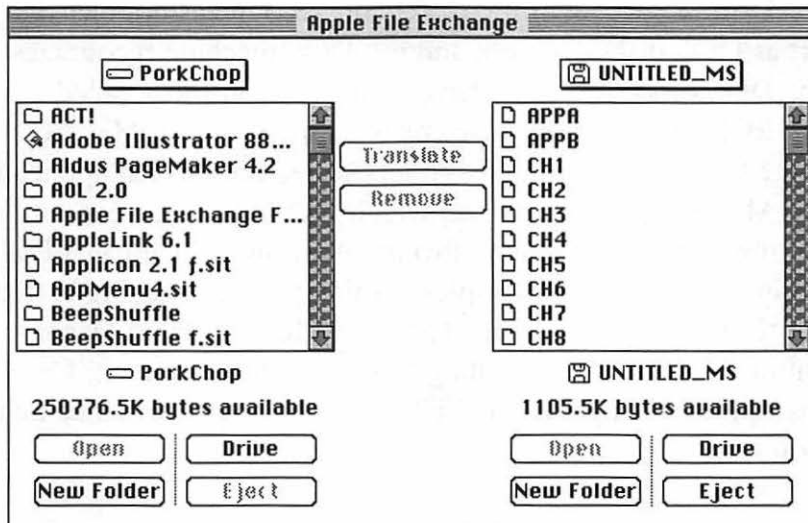 Apple File Exchange
PorkChop
ACT!
Adobe Illustrator 88...
Aldus PageMaker 4.2
AOL 2.0
Apple File Exchange F...
AppleLink 6.1
Applicon 2.1 f.sit
AppMenu4.sit
BeepShuffle
BeepShuffle f.sit
Translate
Remove
UNTITLED_MS
APPA
APPB
CH1
CH2
CH3
CH4
CH5
CH6
CH7
CH8
PorkChop
250776.5K bytes available
Open
Drive
New Folder
Eject
UNTITLED_MS
1105.5K bytes available
Open
Drive
New Folder
Eject